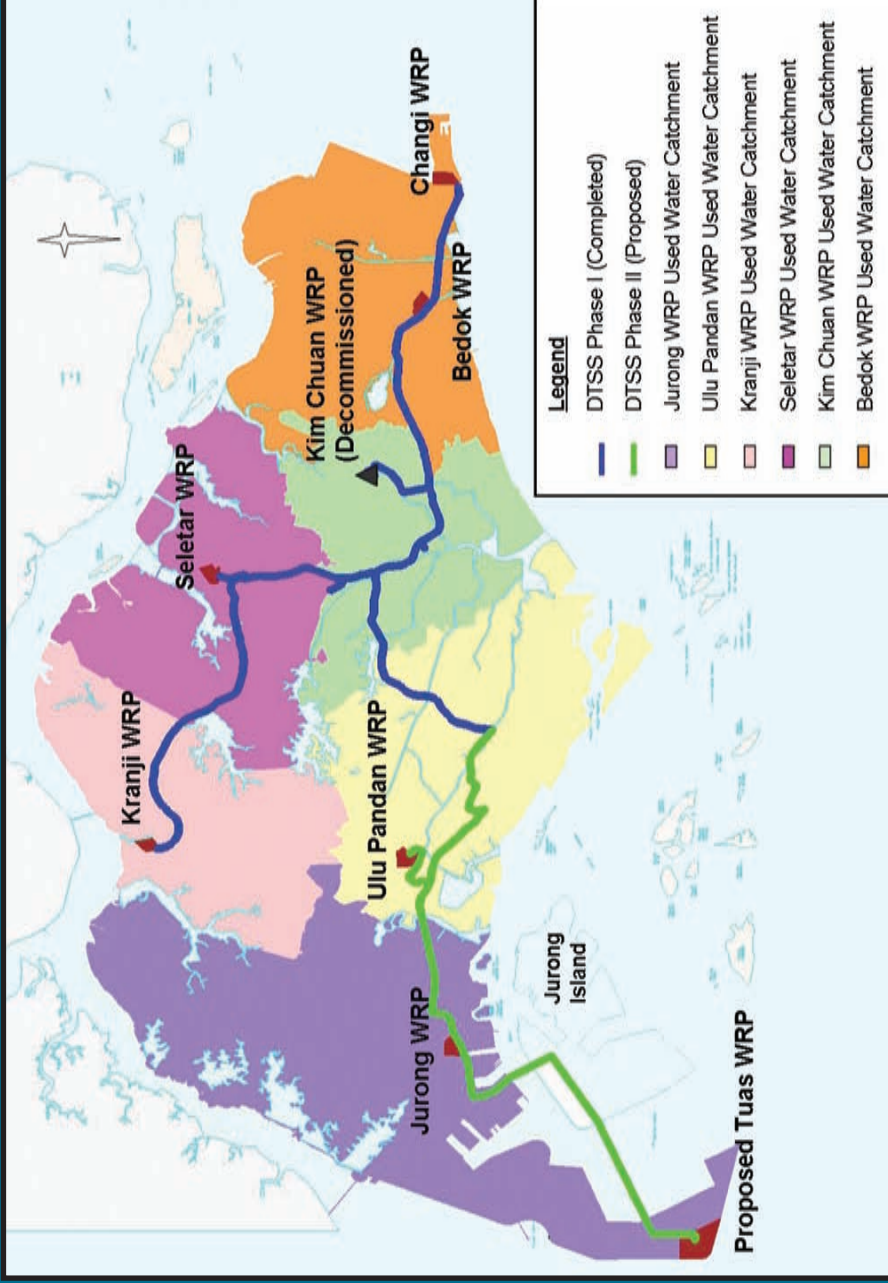 Kranji WRP
Seletar WRP
Kim Chuan WRP
(Decommissioned)
Changi WRP
Bedok WRP
Ulu Pandan WRP
Jurong WRP
Jurong
Island
Proposed Tuas WRP
Legend
DTSS Phase I (Completed)
DTSS Phase II (Proposed)
Jurong WRP Used Water Catchment
Ulu Pandan WRP Used Water Catchment
Kranji WRP Used Water Catchment
Seletar WRP Used Water Catchment
Kim Chuan WRP Used Water Catchment
Bedok WRP Used Water Catchment